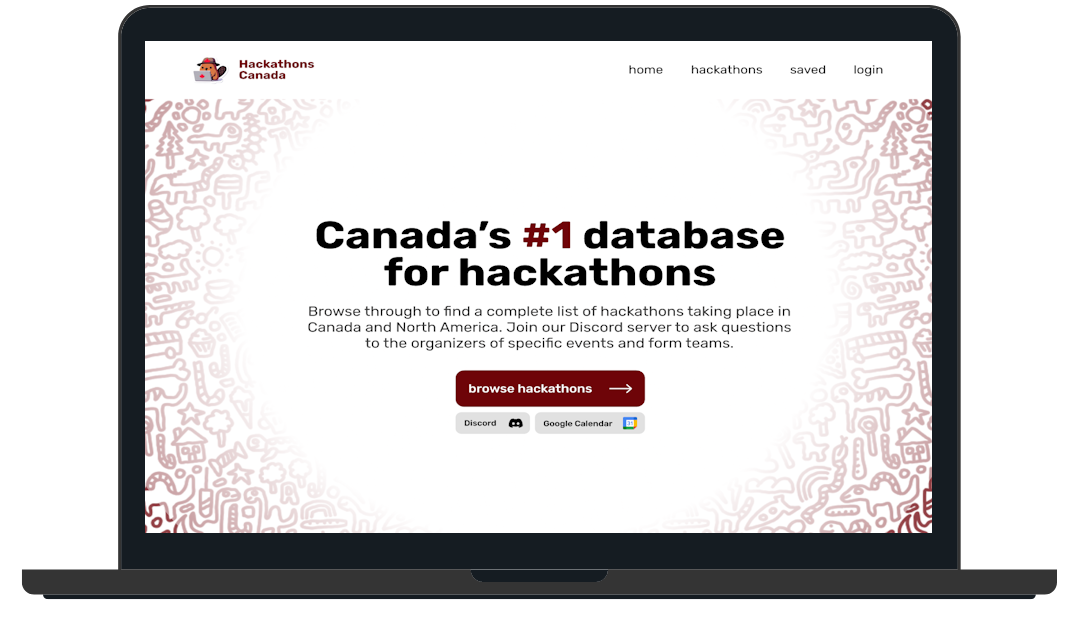 Hackathons
Canada
home hackathons saved login
Canada’s #1 database
for hackathons
Browse through to find a complete list of hackathons taking place in
Canada and North America. Join our Discord server to ask questions
to the organizers of specific events and form teams.
browse hackathons
Discord Google Calendar
31